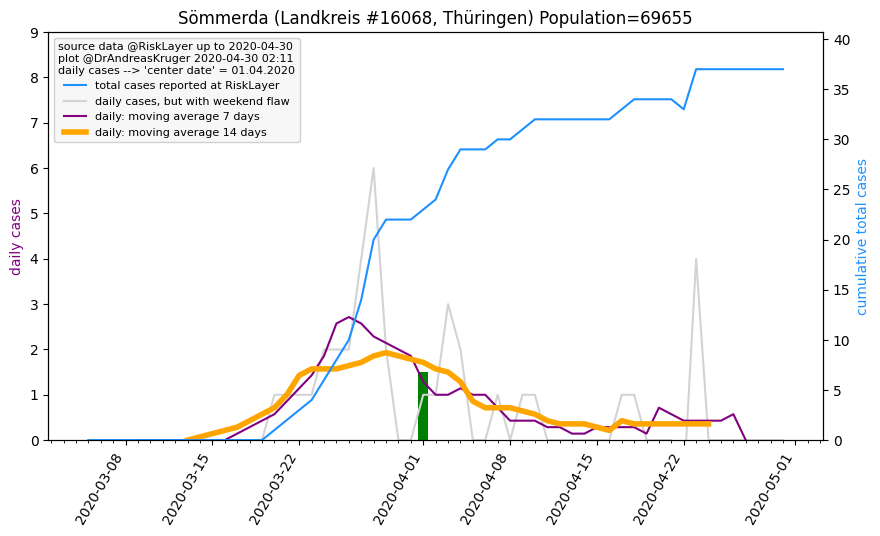 Sömmerda (Landkreis #16068, Thüringen) Population=69655
source data @RiskLayer up to 2020-04-30
plot @DrAndreasKruger 2020-04-30 02:11
daily cases --> 'center date' = 01.04.2020
total cases reported at RiskLayer
daily cases, but with weekend flaw
daily: moving average 7 days
daily: moving average 14 days
daily cases
9
8
7
6
5
4
3
2
1
0
cumulative total cases
40
35
30
25
20
15
10
5
0
2020-03-08
2020-03-15
2020-03-22
2020-04-01
2020-04-08
2020-04-15
2020-04-22
2020-05-01